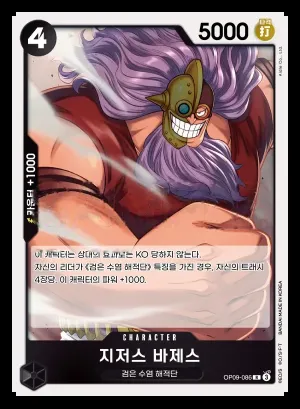 4
5000
타격
打
카운터 +1000
이 캐릭터는 상대의 효과로는 KO 당하지 않는다.
자신의 리더가 《검은 수염 해적단》 특징을 가진 경우, 자신의 트래시
4장당, 이 캐릭터의 파워 +1000.
CHARACTER
지저스 바제스
검은 수염 해적단
OP09-086 R
3
BANDAI MADE IN KOREA